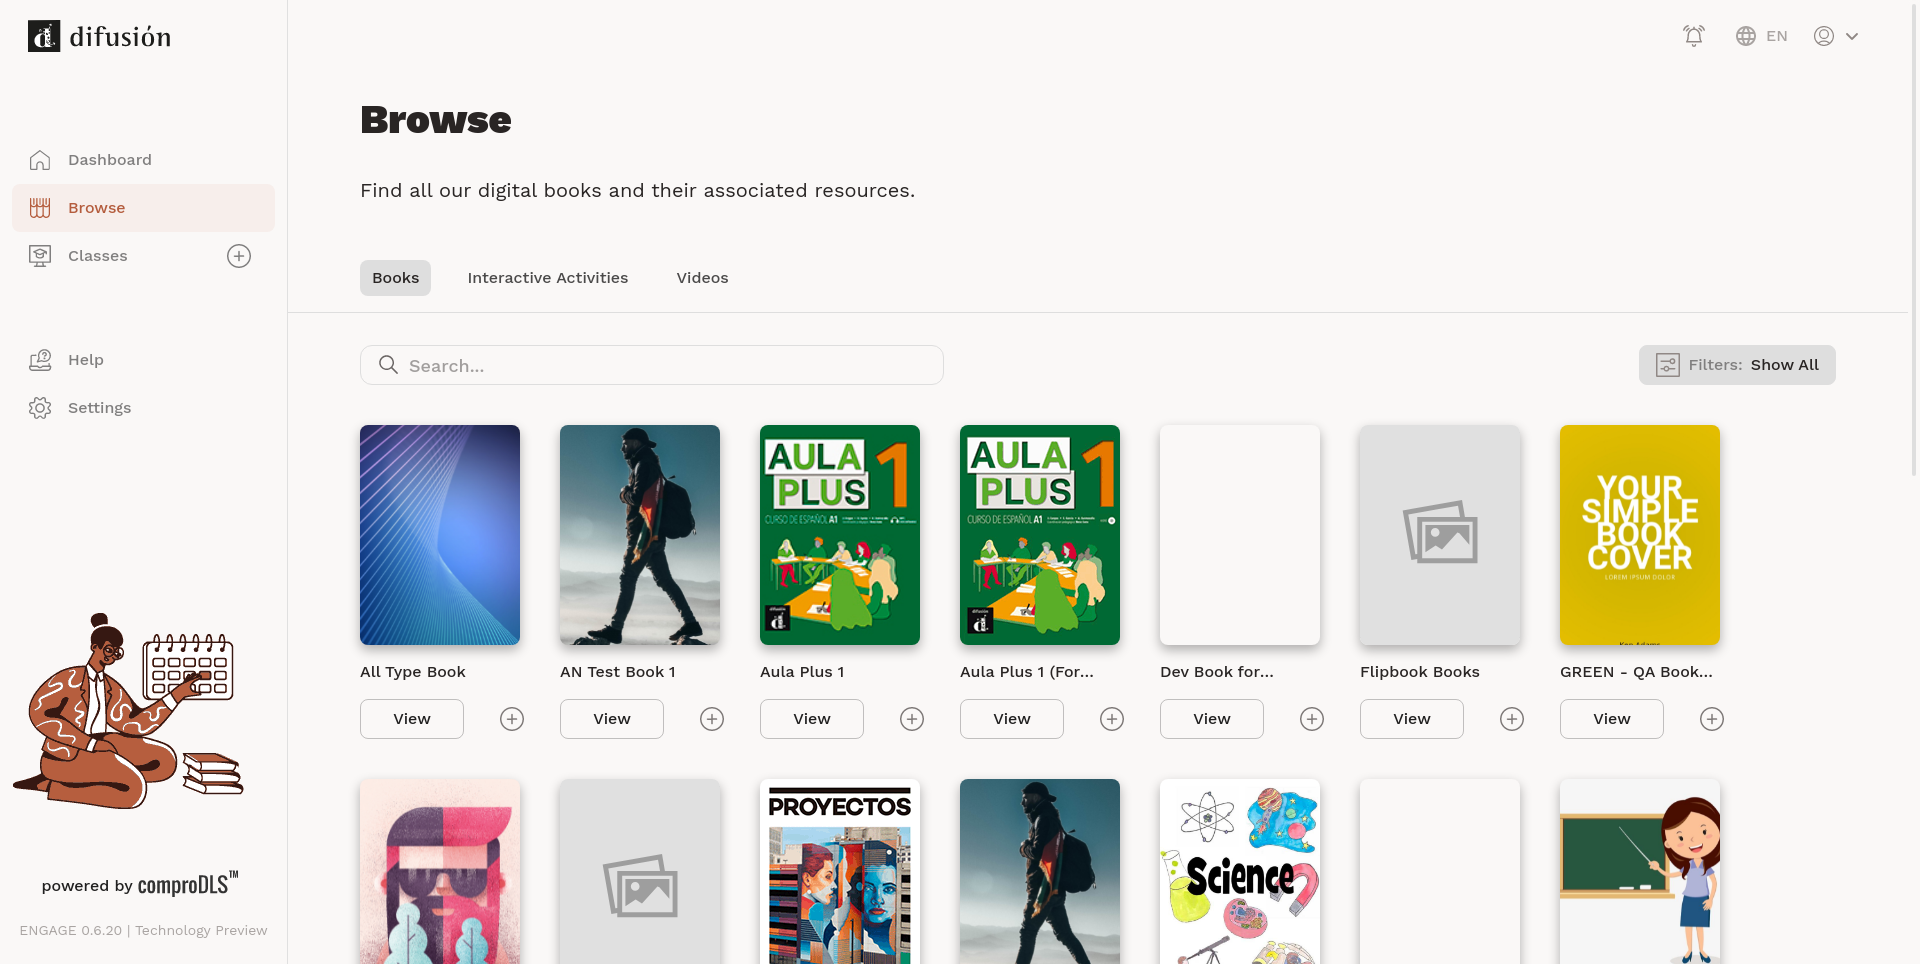 difusión
EN
Browse
Dashboard
Browse
Classes
Find all our digital books and their associated resources.
Books
Interactive Activities
Videos
Help
Settings
Search...
Filters: Show All
AULA 1
PLUS
CURSO DE ESPAÑOL A1
difusión
AULA 1
PLUS
CURSO DE ESPAÑOL A1
difusión
YOUR
SIMPLE
BOOK
COVER
LOREM IPSUM DOLOR
All Type Book
AN Test Book 1
Aula Plus 1
Aula Plus 1 (For...
Dev Book for...
Flipbook Books
GREEN - QA Book...
View
View
View
View
View
View
View
PROYECTOS
Science
powered by comproDLS™
ENGAGE 0.6.20 | Technology Preview